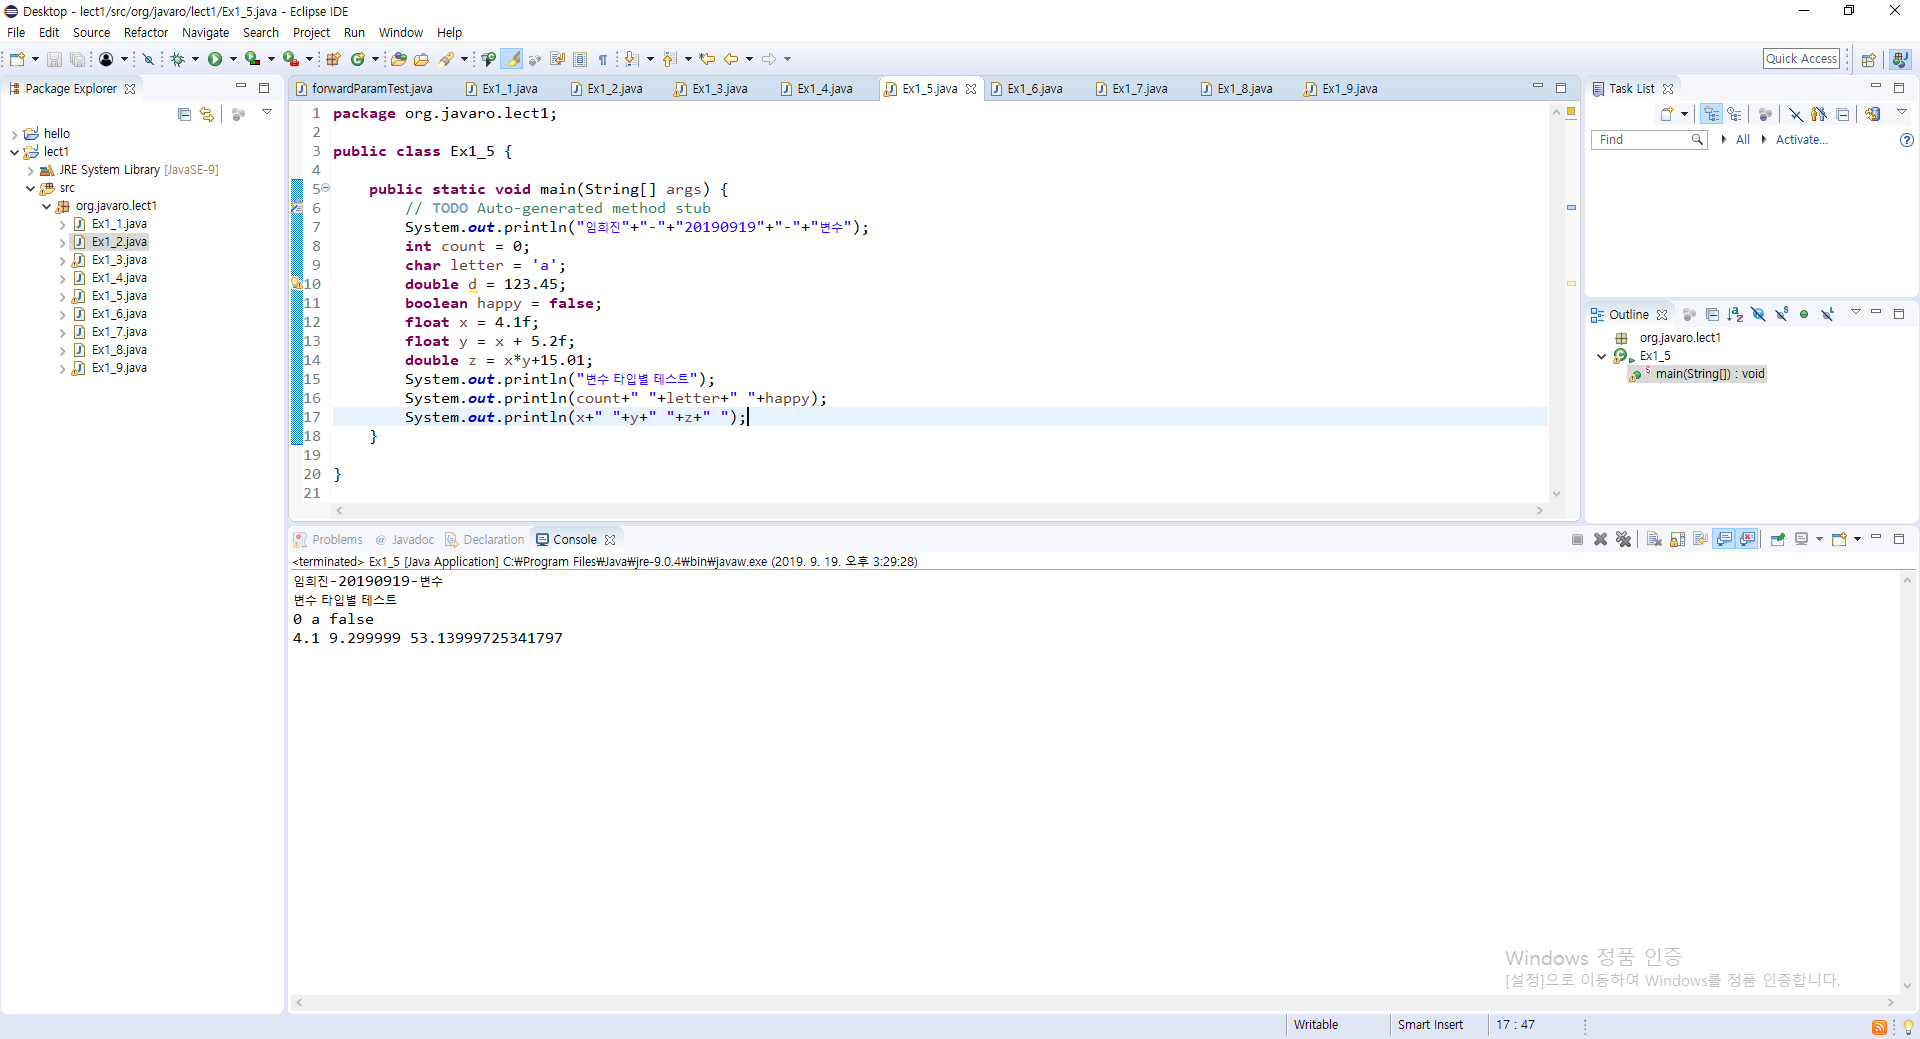 Desktop - lect1/src/org/javaro/lect1/Ex1_5.java - Eclipse IDE
File Edit Source Refactor Navigate Search Project Run Window Help
Quick Access
Package Explorer
hello
lect1
JRE System Library [JavaSE-9]
src
org.javaro.lect1
Ex1_1.java
Ex1_2.java
Ex1_3.java
Ex1_4.java
Ex1_5.java
Ex1_6.java
Ex1_7.java
Ex1_8.java
Ex1_9.java
forwardParamTest.java Ex1_1.java Ex1_2.java Ex1_3.java Ex1_4.java Ex1_5.java Ex1_6.java Ex1_7.java Ex1_8.java Ex1_9.java
1 package org.javaro.lect1;
2
3 public class Ex1_5 {
4
5 public static void main(String[] args) {
6 // TODO Auto-generated method stub
7 System.out.println("임희진"+"-"+"20190919"+"-"+"변수");
8 int count = 0;
9 char letter = 'a';
10 double d = 123.45;
11 boolean happy = false;
12 float x = 4.1f;
13 float y = x + 5.2f;
14 double z = x*y+15.01;
15 System.out.println("변수 타입별 테스트");
16 System.out.println(count+" "+letter+" "+happy);
17 System.out.println(x+" "+y+" "+z+" ");
18 }
19
20 }
21
Task List
Find All Activate...
Outline
org.javaro.lect1
Ex1_5
main(String[]) : void
Problems Javadoc Declaration Console
<terminated> Ex1_5 [Java Application] C:₩Program Files₩Java₩jre-9.0.4₩bin₩javaw.exe (2019. 9. 19. 오후 3:29:28)
임희진-20190919-변수
변수 타입별 테스트
0 a false
4.1 9.299999 53.13999725341797
Windows 정품 인증
[설정]으로 이동하여 Windows를 정품 인증합니다.
Writable Smart Insert 17 : 47